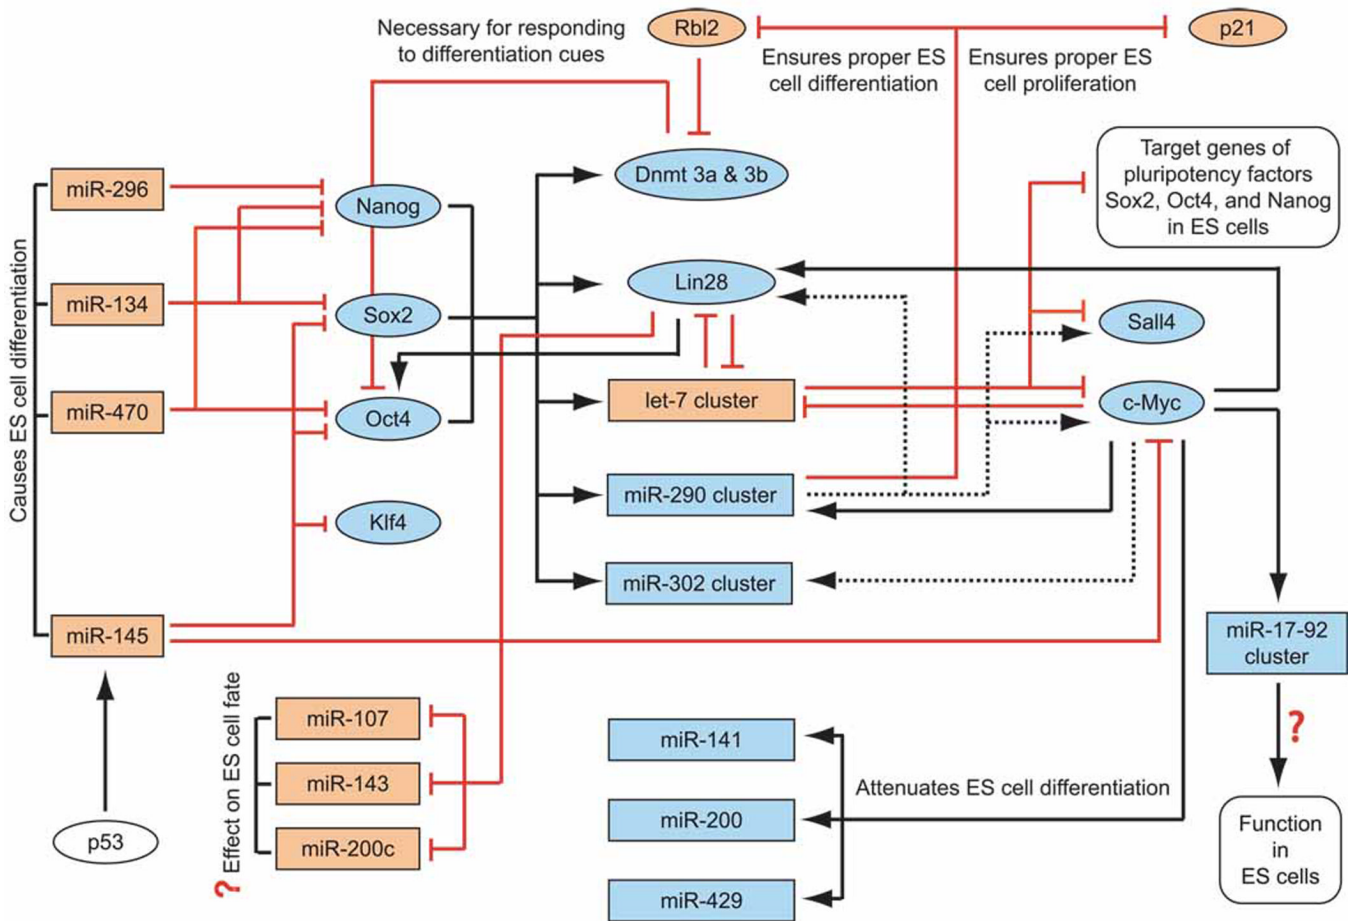 Necessary for responding
to differentiation cues
Rbl2
Ensures proper ES
cell differentiation
Ensures proper ES
cell proliferation
p21
Causes ES cell differentiation
miR-296
miR-134
miR-470
miR-145
p53
Nanog
Sox2
Oct4
Klf4
Dnmt 3a & 3b
Lin28
let-7 cluster
miR-290 cluster
miR-302 cluster
Target genes of
pluripotency factors
Sox2, Oct4, and Nanog
in ES cells
Sall4
c-Myc
miR-17-92
cluster
?
Function
in
ES cells
? Effect on ES cell fate
miR-107
miR-143
miR-200c
miR-141
miR-200
miR-429
Attenuates ES cell differentiation